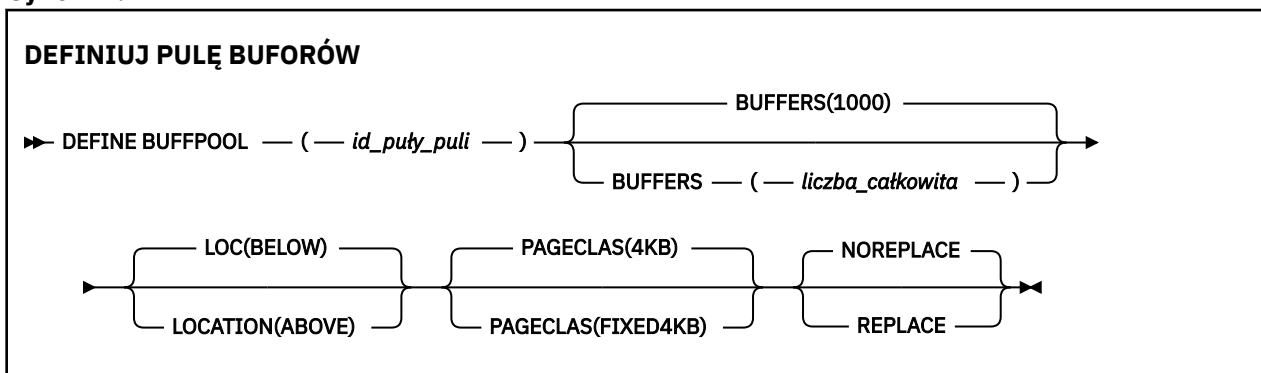 DEFINIUJ PULĘ BUFORÓW
BUFFERS(1000)
DEFINE BUFFPOOL ( id_puły_puli )
BUFFERS ( liczba_całkowita )
LOC(BELOW) PAGECLAS(4KB) NOREPLACE
LOCATION(ABOVE) PAGECLAS(FIXED4KB) REPLACE